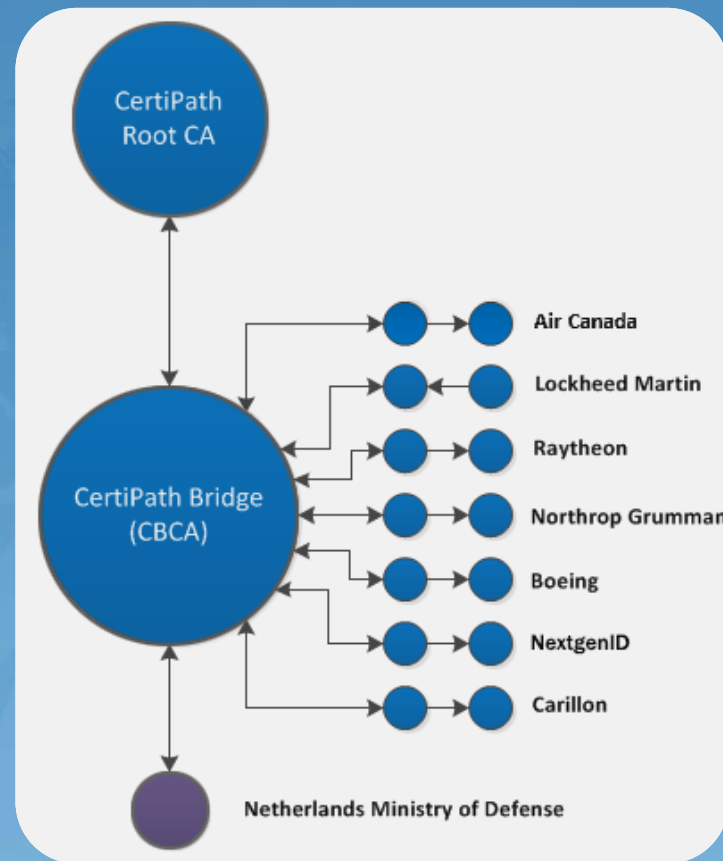 CertiPath
Root CA
Air Canada
Lockheed Martin
Raytheon
CertiPath Bridge
(CBCA)
Northrop Grumman
Boeing
NextgenID
Carillon
Netherlands Ministry of Defense